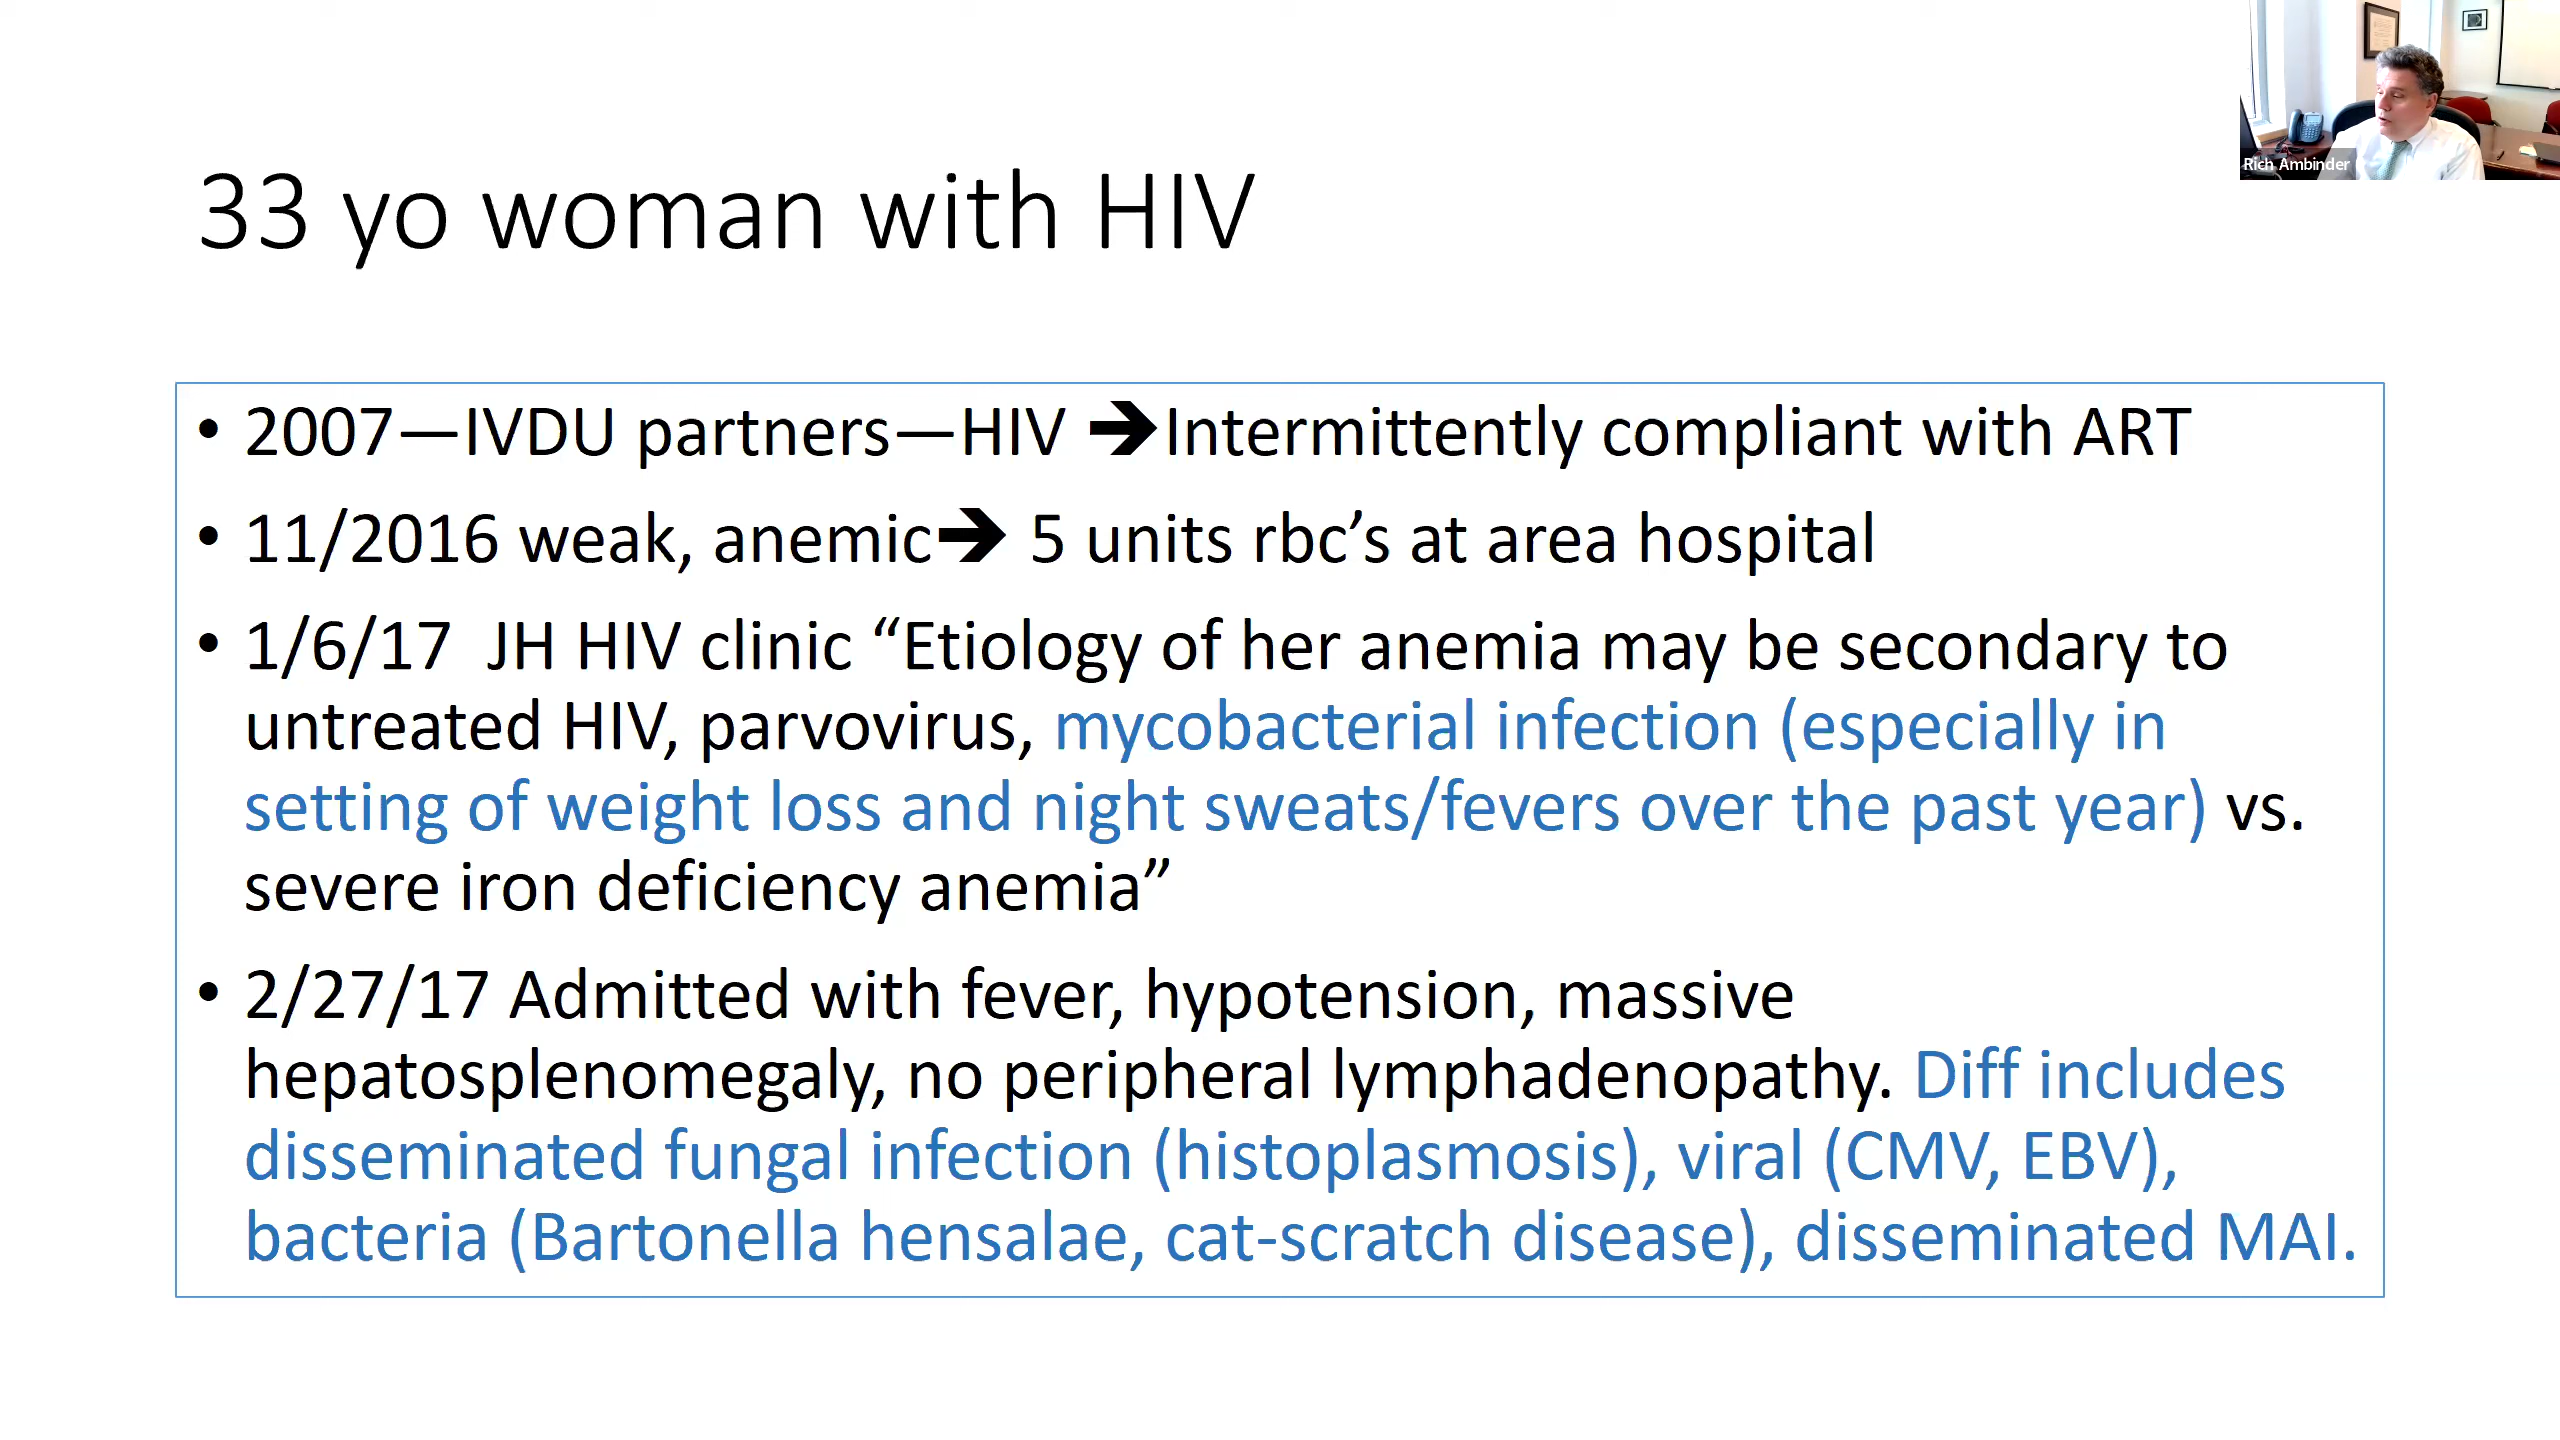 Rich Ambinder
33 yo woman with HIV
• 2007—IVDU partners—HIV ➔Intermittently compliant with ART
• 11/2016 weak, anemic➔ 5 units rbc’s at area hospital
• 1/6/17  JH HIV clinic “Etiology of her anemia may be secondary to
untreated HIV, parvovirus, mycobacterial infection (especially in
setting of weight loss and night sweats/fevers over the past year) vs.
severe iron deficiency anemia”
• 2/27/17 Admitted with fever, hypotension, massive
hepatosplenomegaly, no peripheral lymphadenopathy. Diff includes
disseminated fungal infection (histoplasmosis), viral (CMV, EBV),
bacteria (Bartonella hensalae, cat-scratch disease), disseminated MAI.